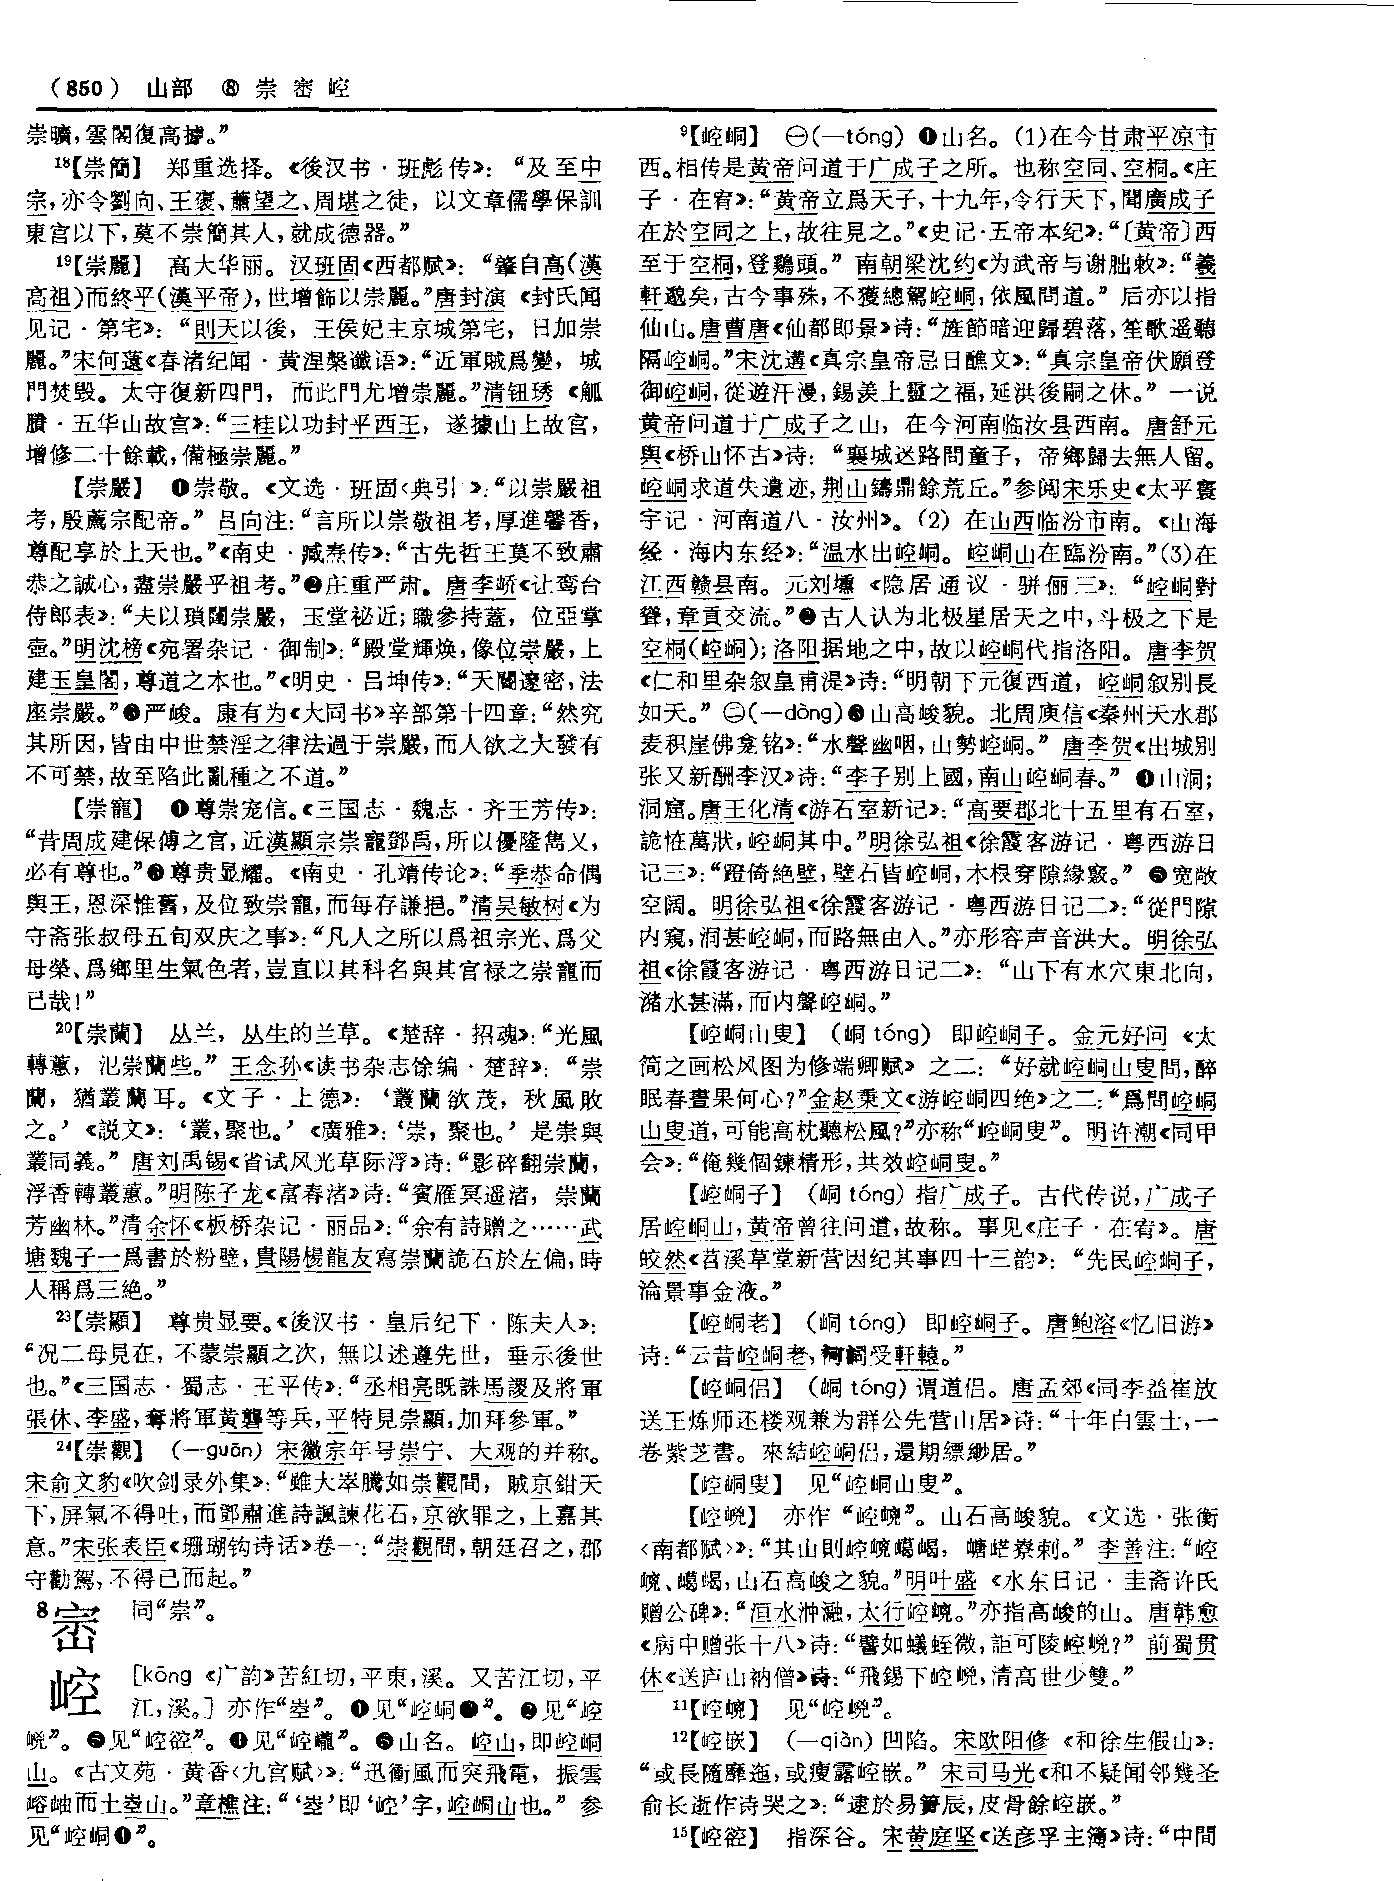 （850） 山部 ⑧ 崇 崈 崆
崇曠，雲閣復高據。”
18【崇簡】 郑重选择。《後汉书·班彪传》：“及至中
宗，亦令劉向、王褒、蕭望之、周堪之徒，以文章儒學保訓
東宫以下，莫不崇簡其人，就成德器。”
19【崇麗】 高大华丽。汉班固《西都赋》：“肇自高（漢
高祖）而終平（漢平帝），世增飾以崇麗。”唐封演《封氏闻
见记·第宅》：“則天以後，王侯妃主京城第宅，日加崇
麗。”宋何薳《春渚纪闻·黄涅槃谶语》：“近軍賊爲變，城
門焚毁。太守復新四門，而此門尤增崇麗。”清钮琇《觚
賸·五华山故宫》：“三桂以功封平西王，遂據山上故宫，
增修二十餘載，備極崇麗。”
【崇嚴】 ❶崇敬。《文选·班固〈典引〉》：“以崇嚴祖
考，殷薦宗配帝。”吕向注：“言所以崇敬祖考，厚進馨香，
尊配享於上天也。”《南史·臧焘传》：“古先哲王莫不致肅
恭之誠心，盡崇嚴乎祖考。”❷庄重严肃。唐李峤《让鸾台
侍郎表》：“夫以瑣闥崇嚴，玉堂祕近；職參持蓋，位亞掌
壺。”明沈榜《宛署杂记·御制》：“殿堂輝焕，像位崇嚴，上
建玉皇閣，尊道之本也。”《明史·吕坤传》：“天閽邃密，法
座崇嚴。”❸严峻。康有为《大同书》辛部第十四章：“然究
其所因，皆由中世禁淫之律法過于崇嚴，而人欲之大發有
不可禁，故至陷此亂種之不道。”
【崇寵】 ❶尊崇宠信。《三国志·魏志·齐王芳传》：
“昔周成建保傅之官，近漢顯宗崇寵鄧禹，所以優隆雋乂，
必有尊也。”❷尊贵显耀。《南史·孔靖传论》：“季恭命偶
興王，恩深惟舊，及位致崇寵，而每存謙挹。”清吴敏树《为
守斋张叔母五旬双庆之事》：“凡人之所以爲祖宗光、爲父
母榮、爲鄉里生氣色者，豈直以其科名與其官禄之崇寵而
已哉！”
20【崇蘭】 丛兰，丛生的兰草。《楚辞·招魂》：“光風
轉蕙，氾崇蘭些。”王念孙《读书杂志馀编·楚辞》：“崇
蘭，猶叢蘭耳。《文子·上德》：‘叢蘭欲茂，秋風敗
之。’《説文》：‘叢，聚也。’《廣雅》：‘崇，聚也。’是崇與
叢同義。”唐刘禹锡《省试风光草际浮》诗：“影碎翻崇蘭，
浮香轉叢蕙。”明陈子龙《富春渚》诗：“賓雁冥遥渚，崇蘭
芳幽林。”清余怀《板桥杂记·丽品》：“余有詩贈之……武
塘魏子一爲書於粉壁，貴陽楊龍友寫崇蘭詭石於左偏，時
人稱爲三絶。”
23【崇顯】 尊贵显要。《後汉书·皇后纪下·陈夫人》：
“况二母見在，不蒙崇顯之次，無以述遵先世，垂示後世
也。”《三国志·蜀志·王平传》：“丞相亮既誅馬謖及將軍
張休、李盛，奪將軍黄襲等兵，平特見崇顯，加拜參軍。”
24【崇觀】 （—guān）宋徽宗年号崇宁、大观的并称。
宋俞文豹《吹剑录外集》：“雖大崒騰如崇觀間，賊京鉗天
下，屏氣不得吐，而鄧肅進詩諷諫花石，京欲罪之，上嘉其
意。”宋张表臣《珊瑚钩诗话》卷一：“崇觀間，朝廷召之，郡
守勸駕，不得已而起。”
8崈 同“崇”。
崆 [kōng《广韵》苦紅切，平東，溪。又苦江切，平
江，溪。] 亦作“崆”。❶见“崆峒❶”。❷见“崆
㟅”。❸见“崆谾”。❹见“崆巄”。❺山名。崆山，即崆峒
山。《古文苑·黄香〈九宫赋〉》：“迅衝風而突飛電，振雲
嵱岫而土崆山。”章樵注：“‘崆’即‘崆’字，崆峒山也。”参
见“崆峒❶”。
9【崆峒】 ㊀（—tóng）❶山名。（1）在今甘肃平凉市
西。相传是黄帝问道于广成子之所。也称空同、空桐。《庄
子·在宥》：“黄帝立爲天子，十九年，令行天下，聞廣成子
在於空同之上，故往見之。”《史记·五帝本纪》：“〔黄帝〕西
至于空桐，登鷄頭。”南朝梁沈约《为武帝与谢朏敕》：“羲
軒邈矣，古今事殊，不獲總駕崆峒，依風問道。”后亦以指
仙山。唐曹唐《仙都即景》诗：“旌節暗迎歸碧落，笙歌遥聽
隔崆峒。”宋沈遘《真宗皇帝忌日醮文》：“真宗皇帝伏願登
御崆峒，從遊汗漫，錫羡上靈之福，延洪後嗣之休。”一说
黄帝问道于广成子之山，在今河南临汝县西南。唐舒元
舆《桥山怀古》诗：“襄城迷路問童子，帝鄉歸去無人留。
崆峒求道失遺迹，荆山鑄鼎餘荒丘。”参阅宋乐史《太平寰
宇记·河南道八·汝州》。（2）在山西临汾市南。《山海
经·海内东经》：“温水出崆峒。崆峒山在臨汾南。”（3）在
江西赣县南。元刘壎《隐居通议·骈俪三》：“崆峒對
聳，章貢交流。”❷古人认为北极星居天之中，斗极之下是
空桐（崆峒）；洛阳据地之中，故以崆峒代指洛阳。唐李贺
《仁和里杂叙皇甫湜》诗：“明朝下元復西道，崆峒叙别長
如天。”㊁（—dòng）❸山高峻貌。北周庾信《秦州天水郡
麦积崖佛龛铭》：“水聲幽咽，山勢崆峒。”唐李贺《出城别
张又新酬李汉》诗：“李子别上國，南山崆峒春。”❹山洞；
洞窟。唐王化清《游石室新记》：“高要郡北十五里有石室，
詭恠萬狀，崆峒其中。”明徐弘祖《徐霞客游记·粤西游日
记三》：“蹬倚絶壁，壁石皆崆峒，木根穿隙緣竅。”❺宽敞
空阔。明徐弘祖《徐霞客游记·粤西游日记二》：“從門隙
内窺，洞甚崆峒，而路無由入。”亦形容声音洪大。明徐弘
祖《徐霞客游记·粤西游日记二》：“山下有水穴東北向，
瀦水甚滿，而内聲崆峒。”
【崆峒山叟】（峒tóng） 即崆峒子。金元好问《太
简之画松风图为修端卿赋》之二：“好就崆峒山叟問，醉
眠春晝果何心？”金赵秉文《游崆峒四绝》之二：“爲問崆峒
山叟道，可能高枕聽松風？”亦称“崆峒叟”。明许潮《同甲
会》：“俺幾個鍊精形，共效崆峒叟。”
【崆峒子】（峒tóng）指广成子。古代传说，广成子
居崆峒山，黄帝曾往问道，故称。事见《庄子·在宥》。唐
皎然《苕溪草堂新营因纪其事四十三韵》：“先民崆峒子，
淪景事金液。”
【崆峒老】（峒tóng） 即崆峒子。唐鲍溶《忆旧游》
诗：“云昔崆峒老，何詞受軒轅。”
【崆峒侣】（峒tóng）谓道侣。唐孟郊《同李益崔放
送王炼师还楼观兼为群公先营山居》诗：“十年白雲士，一
卷紫芝書。來結崆峒侣，還期縹緲居。”
【崆峒叟】 见“崆峒山叟”。
【崆㟅】 亦作“崆嵷”。山石高峻貌。《文选·张衡
〈南都赋〉》：“其山則崆㟅嶱嵑，嵣㟐嶚剌。”李善注：“崆
㟅、嶱嵑，山石高峻之貌。”明叶盛《水东日记·圭斋许氏
赠公碑》：“洹水沖瀜，太行崆㟅。”亦指高峻的山。唐韩愈
《病中赠张十八》诗：“譬如蟻蛭微，詎可陵崆㟅？”前蜀贯
休《送庐山衲僧》诗：“飛錫下崆㟅，清高世少雙。”
11【崆嵷】 见“崆㟅”。
12【崆嵌】（—qiàn）凹陷。宋欧阳修《和徐生假山》：
“或長隨靡迤，或瘦露崆嵌。”宋司马光《和不疑闻邻幾圣
俞长逝作诗哭之》：“逮於易簀辰，皮骨餘崆嵌。”
15【崆谾】 指深谷。宋黄庭坚《送彦孚主簿》诗：“中間